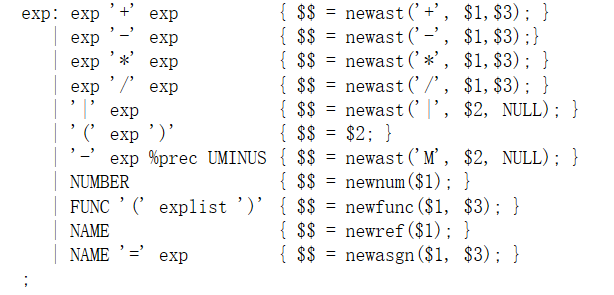 exp: exp '+' exp { $$ = newast('+', $1,$3); }
| exp '-' exp { $$ = newast('-', $1,$3);}
| exp '*' exp { $$ = newast('*', $1,$3); }
| exp '/' exp { $$ = newast('/', $1,$3); }
| '|' exp { $$ = newast('|', $2, NULL); }
| '(' exp ')' { $$ = $2; }
| '-' exp %prec UMINUS { $$ = newast('M', $2, NULL); }
| NUMBER { $$ = newnum($1); }
| FUNC '(' explist ')' { $$ = newfunc($1, $3); }
| NAME { $$ = newref($1); }
| NAME '=' exp { $$ = newasgn($1, $3); }
;